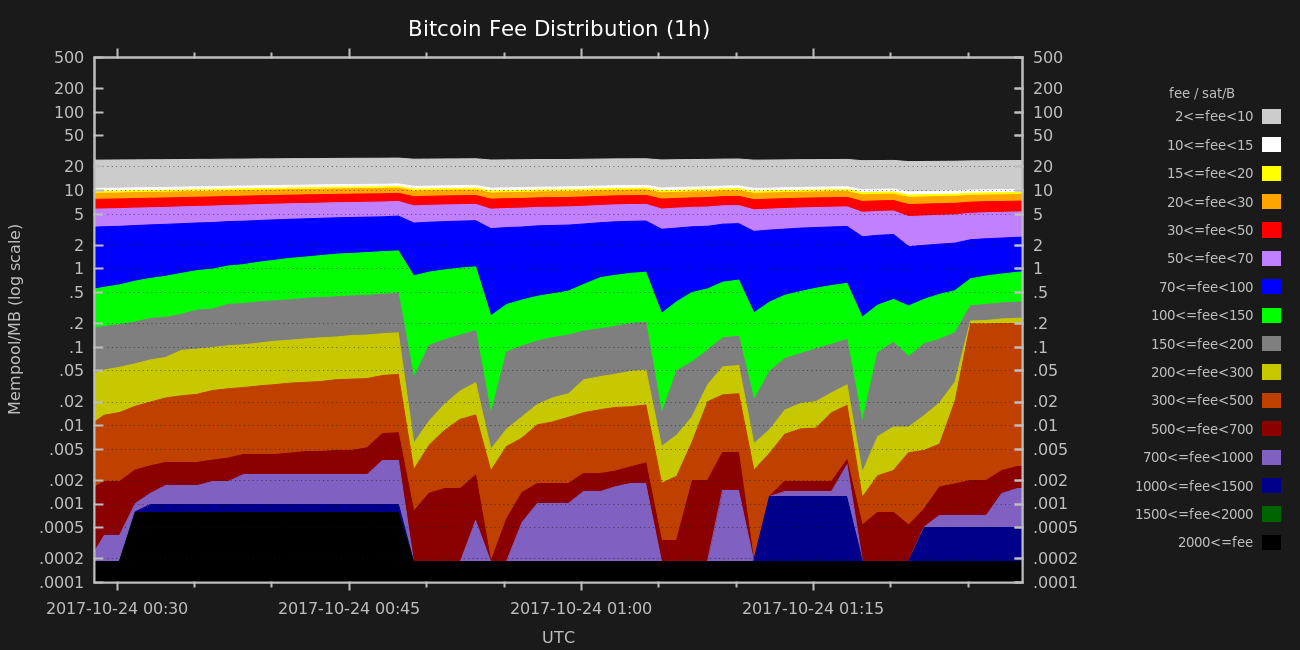 Bitcoin Fee Distribution (1h)
500 500
200 200
100 100
50 50
20 20
10 10
5 5
2 2
1 1
.5 .5
.2 .2
.1 .1
.05 .05
.02 .02
.01 .01
.005 .005
.002 .002
.001 .001
.0005 .0005
.0002 .0002
.0001 .0001
Mempool/MB (log scale)
2017-10-24 00:30 2017-10-24 00:45 2017-10-24 01:00 2017-10-24 01:15
UTC
fee / sat/B
2<=fee<10
10<=fee<15
15<=fee<20
20<=fee<30
30<=fee<50
50<=fee<70
70<=fee<100
100<=fee<150
150<=fee<200
200<=fee<300
300<=fee<500
500<=fee<700
700<=fee<1000
1000<=fee<1500
1500<=fee<2000
2000<=fee